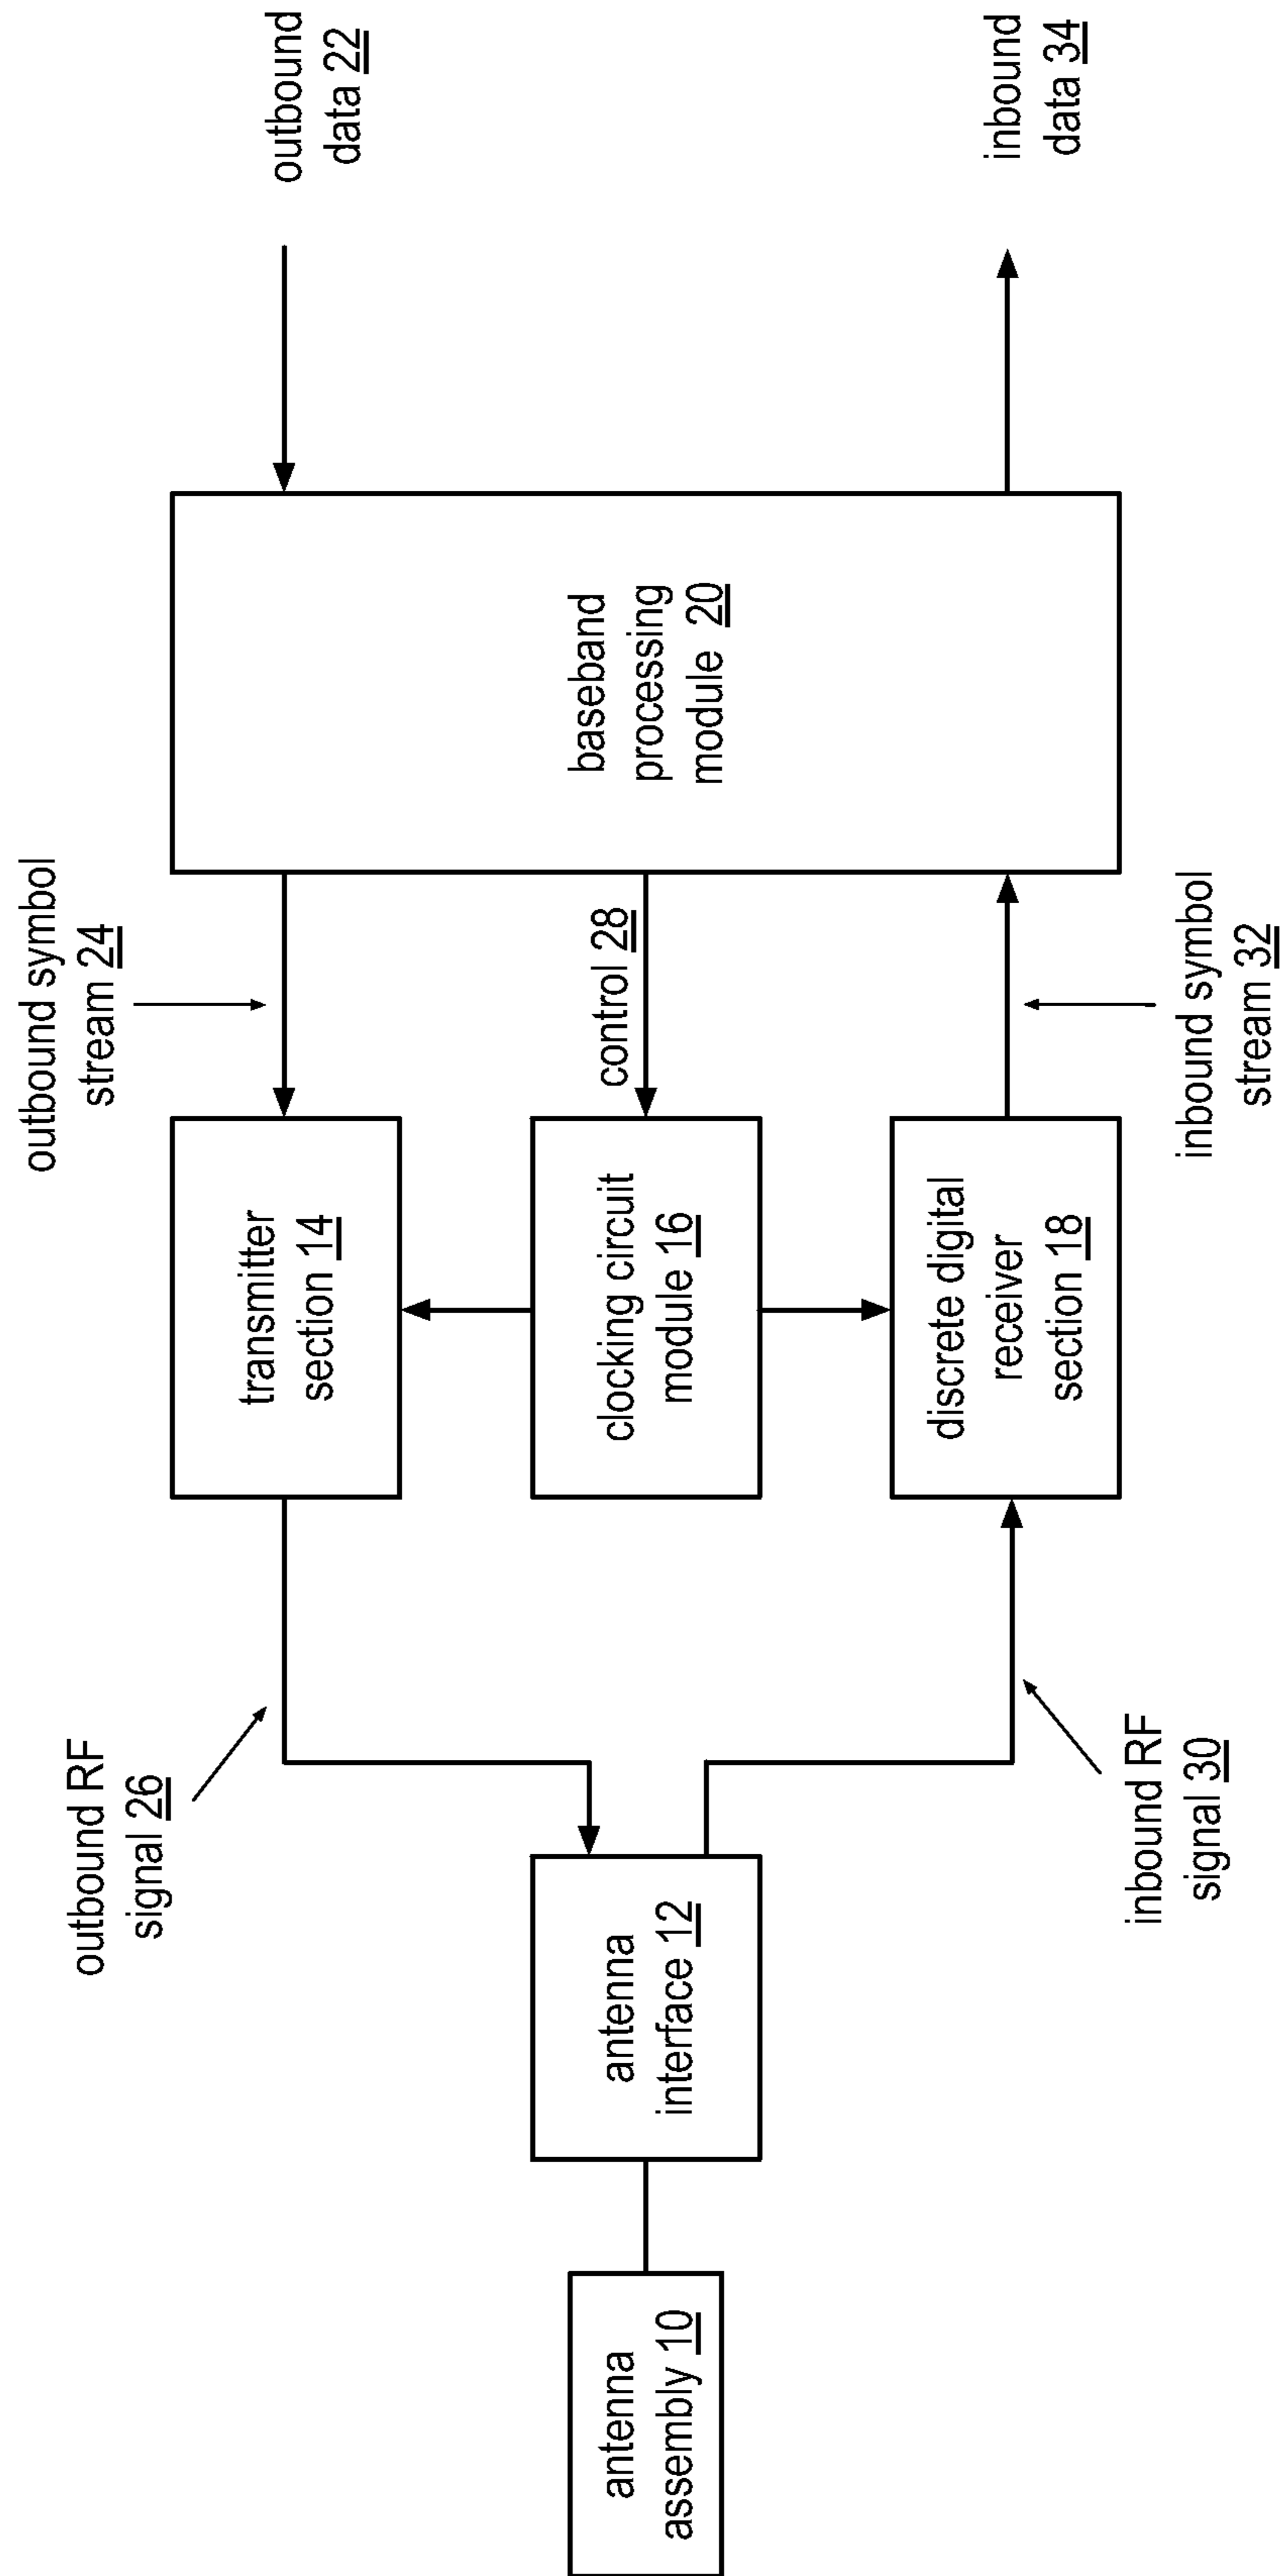 outbound RF
signal 26
outbound symbol
stream 24
outbound
data 22
transmitter
section 14
antenna
assembly 10
antenna
interface 12
clocking circuit
module 16
control 28
baseband
processing
module 20
discrete digital
receiver
section 18
inbound RF
signal 30
inbound symbol
stream 32
inbound
data 34